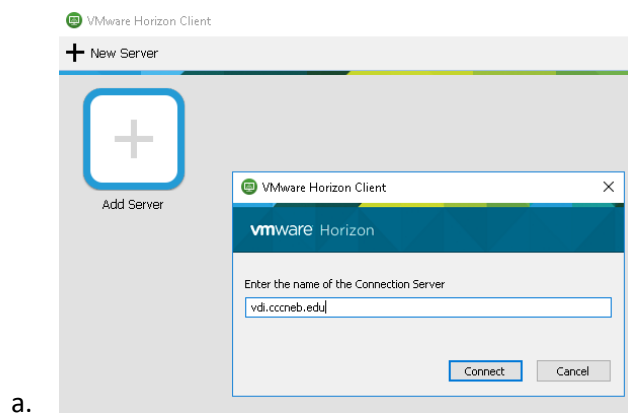 VMware Horizon Client
New Server
Add Server
VMware Horizon Client
vmware Horizon
Enter the name of the Connection Server
vdi.cccneb.edu
Connect
Cancel
a.